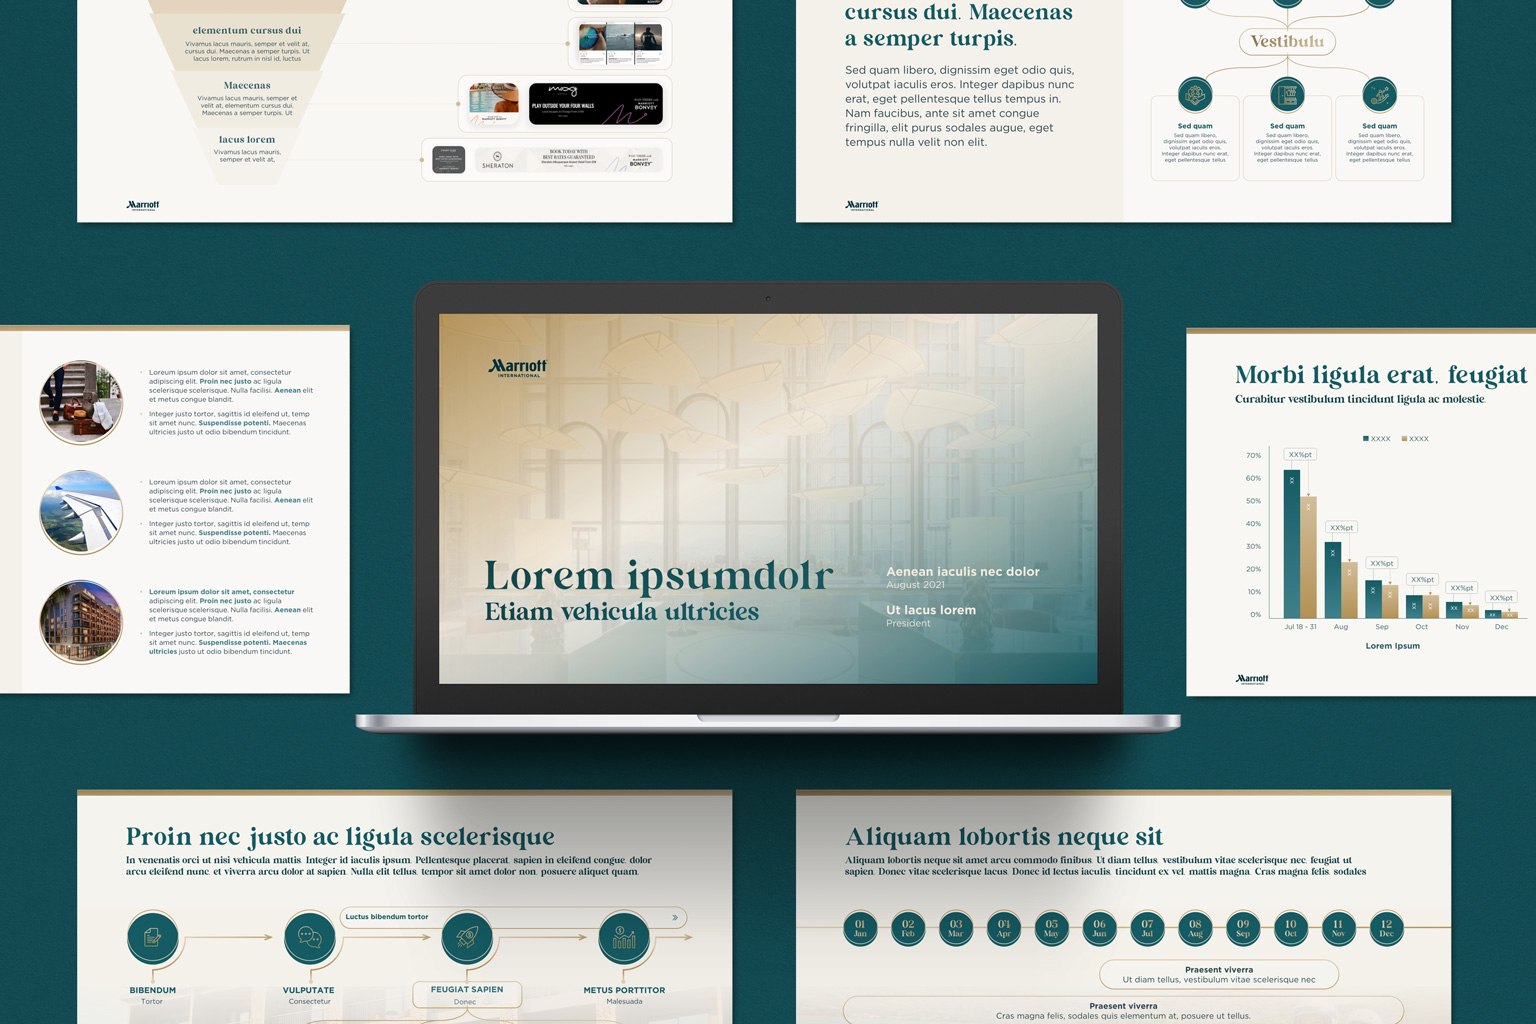 elementum cursus dui
Vivamus lacus mauris, semper et velit at,
cursus dui. Maecenas a semper turpis. Ut
lacus lorem, rutrum in nisl id, luctus
Maecenas
Vivamus lacus mauris, semper et
velit at, elementum cursus dui.
Maecenas a semper turpis. Ut
lacus lorem
Vivamus lacus mauris,
semper et velit at,
moxy
PLAY OUTSIDE YOUR FOUR WALLS
MARRIOTT
BONVOY
SHERATON
BOOK TODAY WITH
BEST RATES GUARANTEED
MARRIOTT
BONVOY
Marriott
INTERNATIONAL
cursus dui. Maecenas
a semper turpis.
Sed quam libero, dignissim eget odio quis,
volutpat iaculis eros. Integer dapibus nunc
erat, eget pellentesque tellus tempus in.
Nam faucibus, ante sit amet congue
fringilla, elit purus sodales augue, eget
tempus nulla velit non elit.
Vestibulu
Sed quam
Sed quam libero,
dignissim eget odio quis,
volutpat iaculis eros.
Integer dapibus nunc erat,
eget pellentesque tellus
Sed quam
Sed quam libero,
dignissim eget odio quis,
volutpat iaculis eros.
Integer dapibus nunc erat,
eget pellentesque tellus
Sed quam
Sed quam libero,
dignissim eget odio quis,
volutpat iaculis eros.
Integer dapibus nunc erat,
eget pellentesque tellus
Marriott
INTERNATIONAL
Lorem ipsum dolor sit amet, consectetur
adipiscing elit. Proin nec justo ac ligula
scelerisque scelerisque. Nulla facilisi. Aenean elit
et metus congue blandit.
Integer justo tortor, sagittis id eleifend ut, temp
sit amet nunc. Suspendisse potenti. Maecenas
ultricies justo ut odio bibendum tincidunt.
Lorem ipsum dolor sit amet, consectetur
adipiscing elit. Proin nec justo ac ligula
scelerisque scelerisque. Nulla facilisi. Aenean elit
et metus congue blandit.
Integer justo tortor, sagittis id eleifend ut, temp
sit amet nunc. Suspendisse potenti. Maecenas
ultricies justo ut odio bibendum tincidunt.
Lorem ipsum dolor sit amet, consectetur
adipiscing elit. Proin nec justo ac ligula
scelerisque scelerisque. Nulla facilisi. Aenean elit
et metus congue blandit.
Integer justo tortor, sagittis id eleifend ut, temp
sit amet nunc. Suspendisse potenti. Maecenas
ultricies justo ut odio bibendum tincidunt.
Marriott
INTERNATIONAL
Lorem ipsumdolr
Etiam vehicula ultricies
Aenean iaculis nec dolor
August 2021
Ut lacus lorem
President
Morbi ligula erat. feugiat
Curabitur vestibulum tincidunt ligula ac molestie.
XXXX XXXX
70%
60%
50%
40%
30%
20%
10%
0%
XX%pt
XX%pt
XX%pt
XX%pt
XX%pt
XX%pt
XX XX
XX XX
XX XX
XX XX
XX XX
XX XX
Jul 18 - 31 Aug Sep Oct Nov Dec
Lorem Ipsum
Marriott
INTERNATIONAL
Proin nec justo ac ligula scelerisque
In venenatis orci ut nisi vehicula mattis. Integer id iaculis ipsum. Pellentesque placerat. sapien in eleifend congue. dolor
arcu eleifend nunc. et viverra arcu dolor at sapien. Nulla elit tellus. tempor sit amet dolor non. posuere aliquet quam.
Luctus bibendum tortor
BIBENDUM
Tortor
VULPUTATE
Consectetur
FEUGIAT SAPIEN
Donec
METUS PORTTITOR
Malesuada
Aliquam lobortis neque sit
Aliquam lobortis neque sit amet arcu commodo finibus. Ut diam tellus. vestibulum vitae scelerisque nec. feugiat ut
sapien. Donec vitae scelerisque lacus. Donec id lectus iaculis. tincidunt ex vel. mattis magna. Cras magna felis. sodales
01 02 03 04 05 06 07 08 09 10 11 12
Jan Feb Mar Apr May Jun Jul Aug Sep Oct Nov Dec
Praesent viverra
Ut diam tellus, vestibulum vitae scelerisque nec
Praesent viverra
Cras magna felis, sodales quis elementum at, posuere ut tellus.